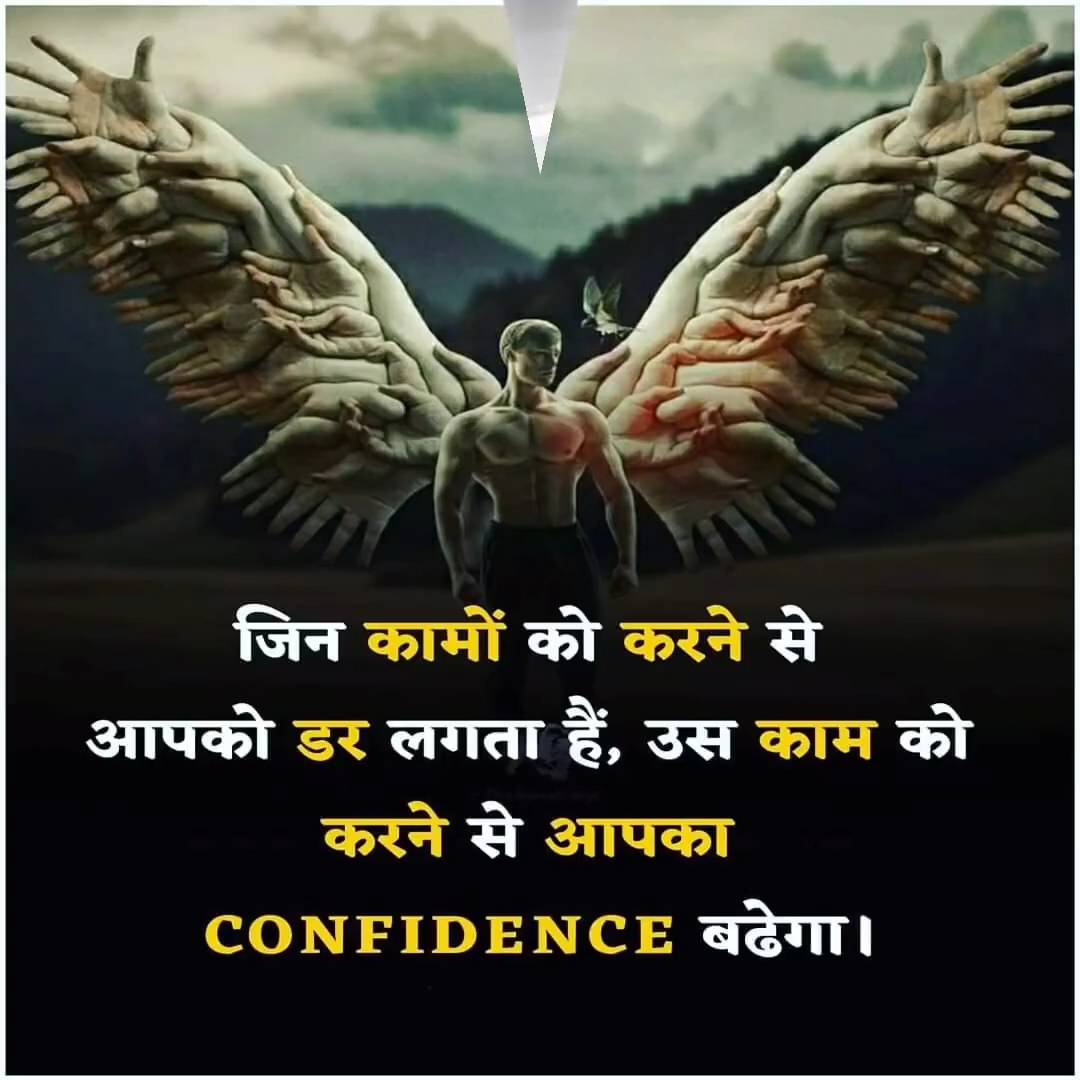 जिन कामों को करने से
आपको डर लगता हैं, उस काम को
करने से आपका
CONFIDENCE बढेगा।